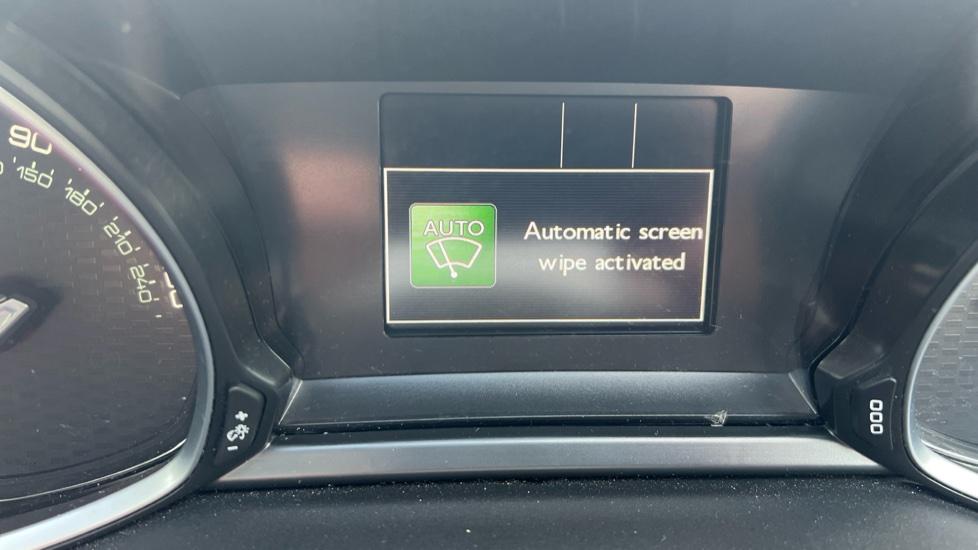 90
150
180
210
240
AUTO
Automatic screen
wipe activated
+
-
000